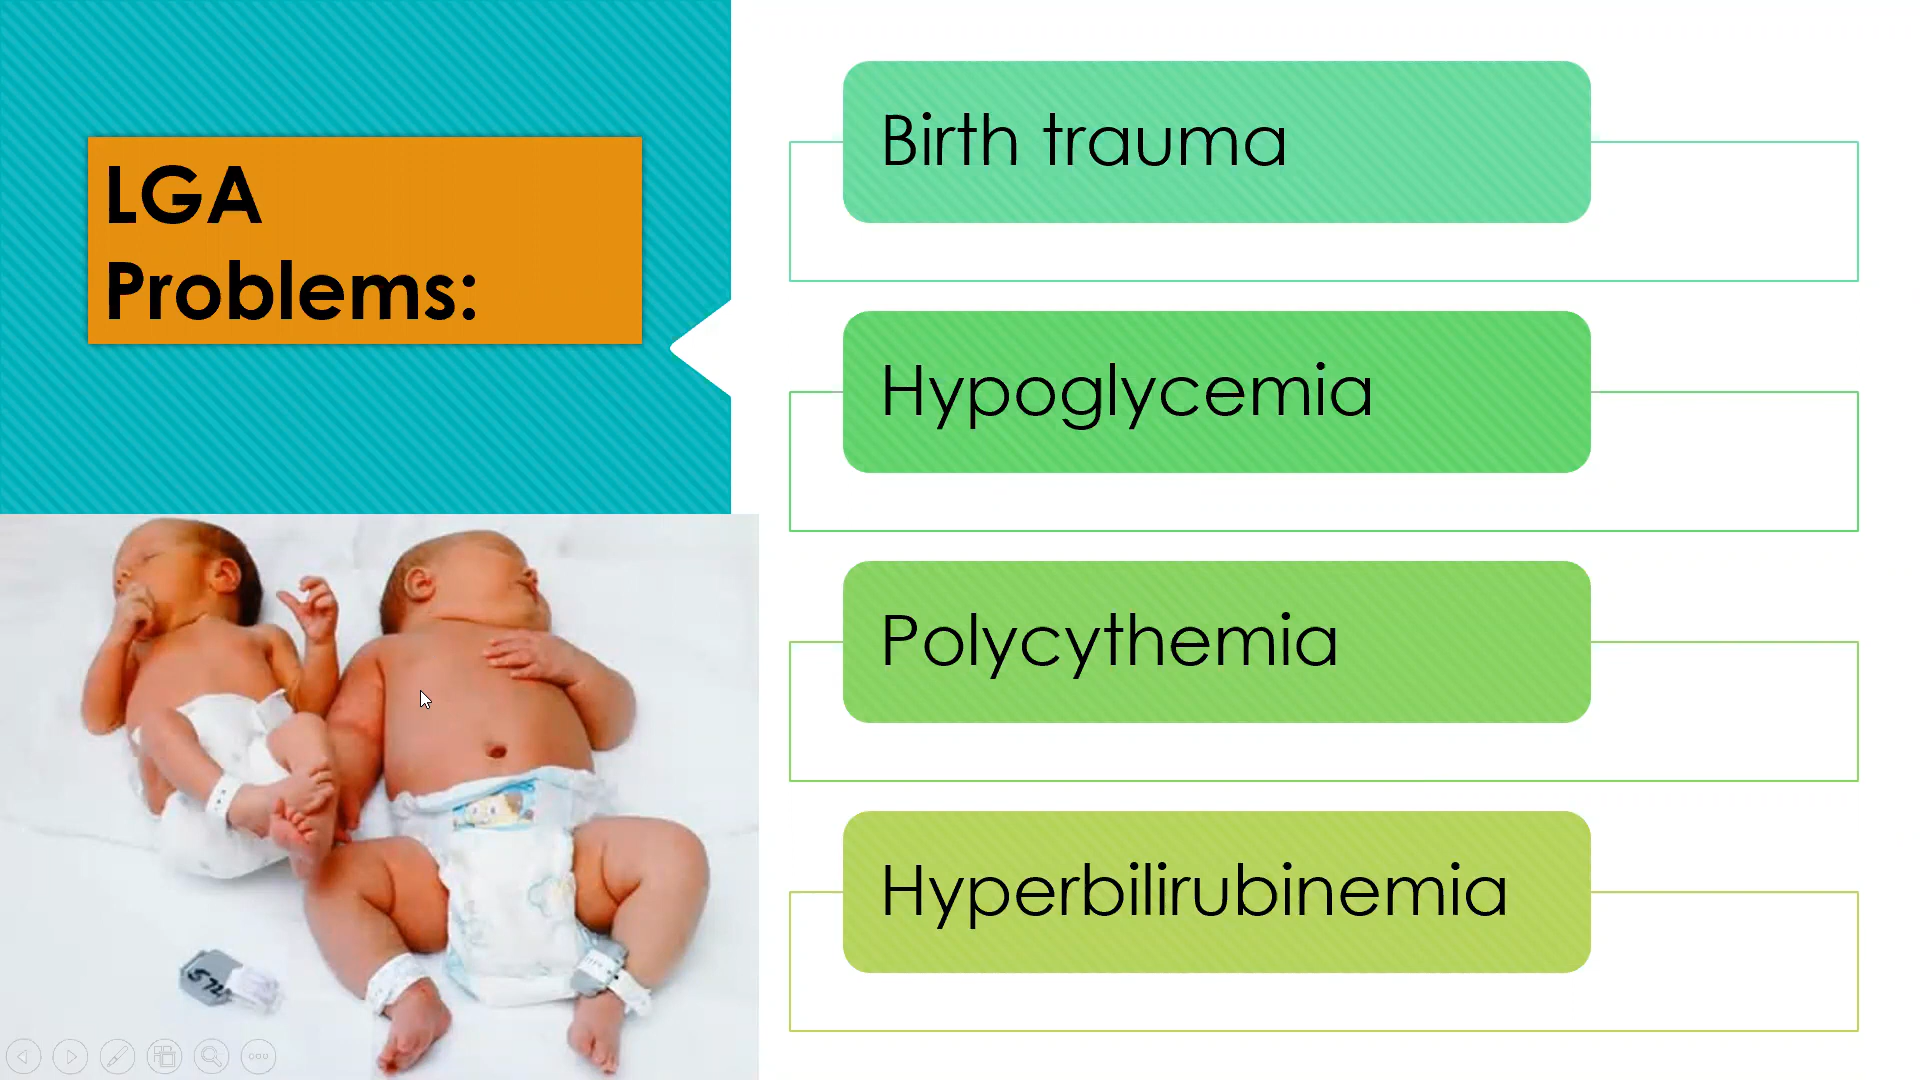 LGA
Problems:
Birth trauma
Hypoglycemia
Polycythemia
Hyperbilirubinemia